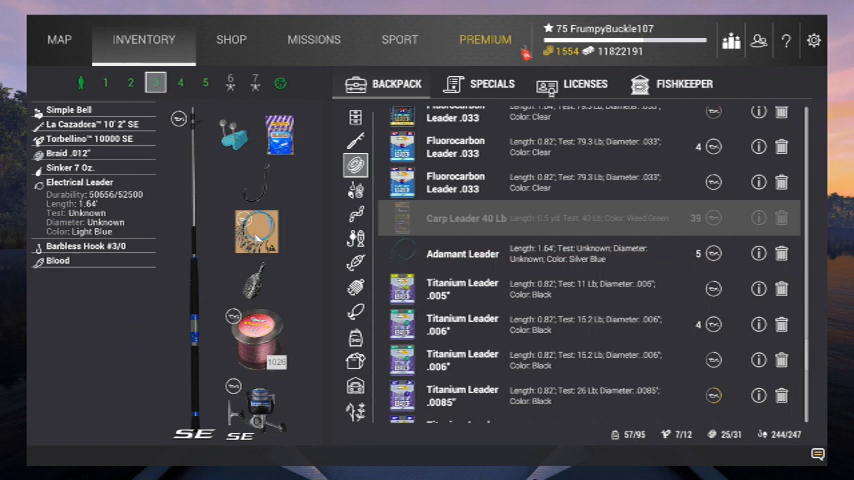 MAP INVENTORY SHOP MISSIONS SPORT PREMIUM
75 FrumpyBuckle107
1554 11822191
1 2 3 4 5 6 7
BACKPACK SPECIALS LICENSES FISHKEEPER
Simple Bell
La Cazadora™ 10' 2" SE
Torbellino™ 10000 SE
Braid .012"
Sinker 7 Oz.
Electrical Leader
Durability: 50656/52500
Length: 1.64'
Test: Unknown
Diameter: Unknown
Color: Light Blue
Barbless Hook #3/0
Blood
1026
SE SE
Fluorocarbon
Leader .033
Color: Clear
Fluorocarbon
Leader .033
Length: 0.82'; Test: 79.3 Lb; Diameter: .033";
Color: Clear
4
Fluorocarbon
Leader .033
Length: 0.82'; Test: 79.3 Lb; Diameter: .033";
Color: Clear
Carp Leader 40 Lb
Length: 0.5 yd; Test: 40 Lb; Color: Weed Green
39
Adamant Leader
Length: 1.64'; Test: Unknown; Diameter:
Unknown; Color: Silver Blue
5
Titanium Leader
.005"
Length: 0.82'; Test: 11 Lb; Diameter: .005";
Color: Black
Titanium Leader
.006"
Length: 0.82'; Test: 15.2 Lb; Diameter: .006";
Color: Black
4
Titanium Leader
.006"
Length: 0.82'; Test: 15.2 Lb; Diameter: .006";
Color: Black
Titanium Leader
.0085"
Length: 0.82'; Test: 26 Lb; Diameter: .0085";
Color: Black
57/95 7/12 25/31 244/247